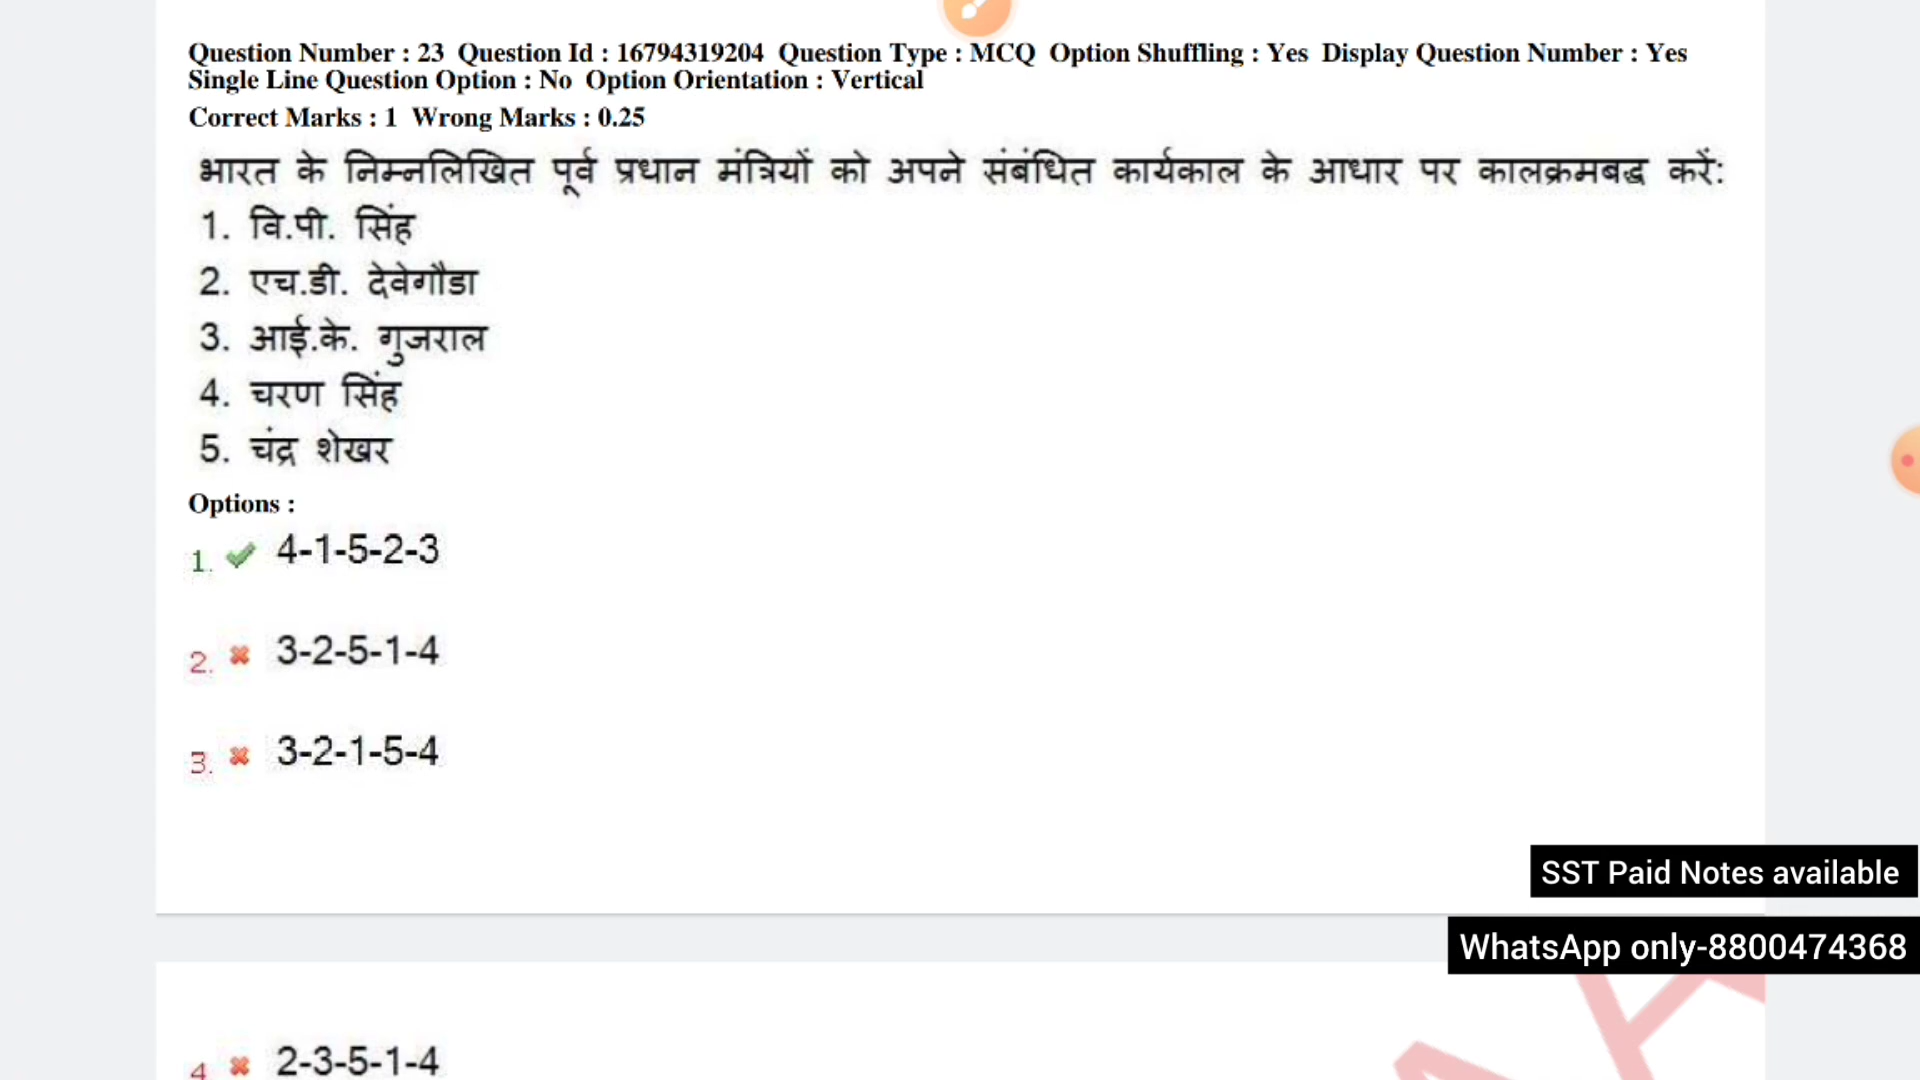 Question Number : 23 Question Id : 16794319204 Question Type : MCQ Option Shuffling : Yes Display Question Number : Yes
Single Line Question Option : No Option Orientation : Vertical
Correct Marks : 1 Wrong Marks : 0.25
भारत के निम्नलिखित पूर्व प्रधान मंत्रियों को अपने संबंधित कार्यकाल के आधार पर कालक्रमबद्ध करें:
1. वि.पी. सिंह
2. एच.डी. देवेगौडा
3. आई.के. गुजराल
4. चरण सिंह
5. चंद्र शेखर
Options :
1. 4-1-5-2-3
2. 3-2-5-1-4
3. 3-2-1-5-4
SST Paid Notes available
WhatsApp only-8800474368
4. 2-3-5-1-4